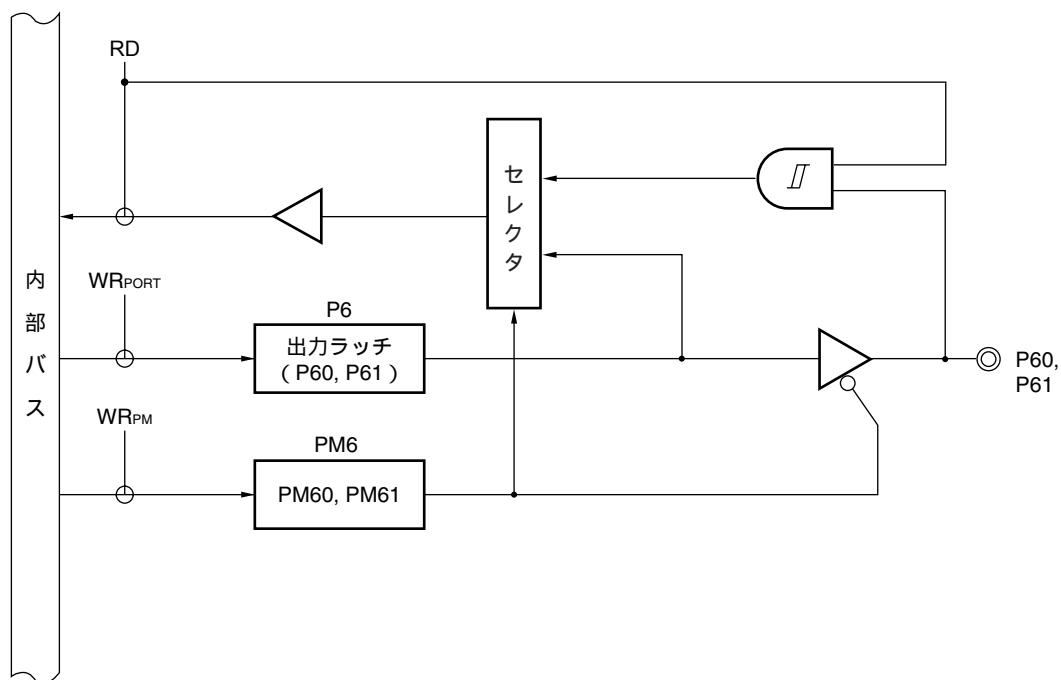 RD
セレクタ
内部バス
WRPORT
P6
出力ラッチ
( P60, P61 )
P60,
P61
WRPM
PM6
PM60, PM61